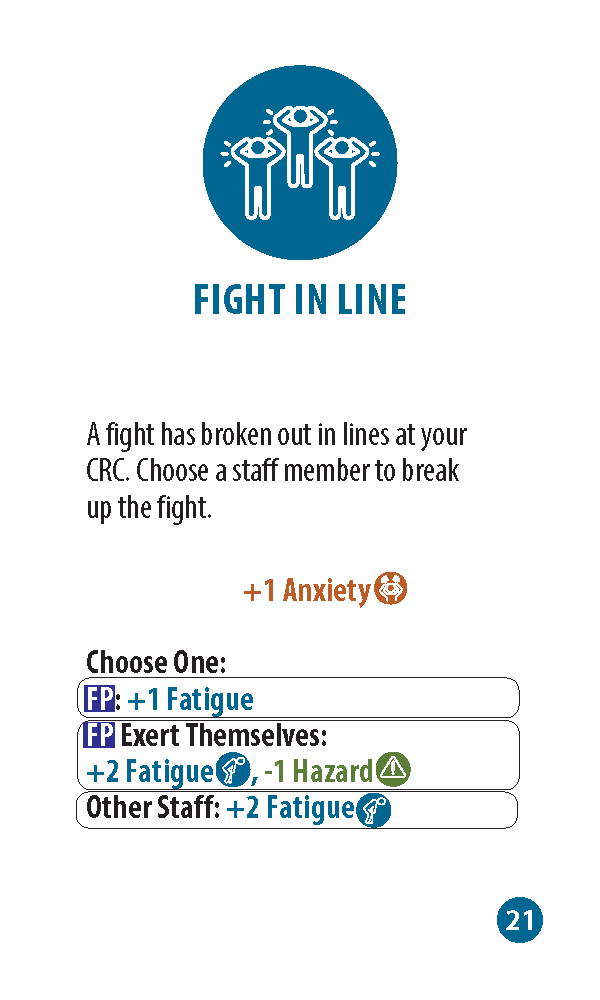 FIGHT IN LINE
A fight has broken out in lines at your
CRC. Choose a staff member to break
up the fight.
+1 Anxiety
Choose One:
FP: +1 Fatigue
FP Exert Themselves:
+2 Fatigue , -1 Hazard
Other Staff: +2 Fatigue
21